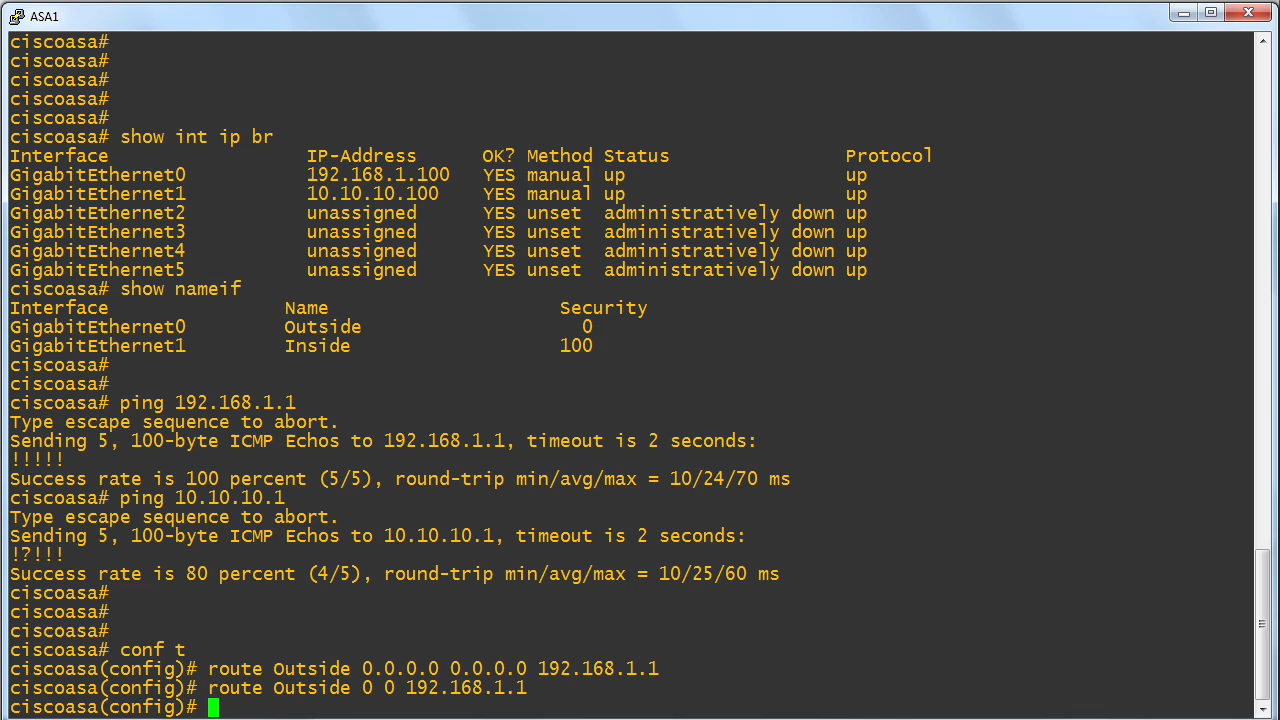 ASA1
ciscoasa#
ciscoasa#
ciscoasa#
ciscoasa#
ciscoasa#
ciscoasa# show int ip br
Interface                  IP-Address      OK? Method Status                Protocol
GigabitEthernet0           192.168.1.100   YES manual up                    up
GigabitEthernet1           10.10.10.100    YES manual up                    up
GigabitEthernet2           unassigned      YES unset  administratively down up
GigabitEthernet3           unassigned      YES unset  administratively down up
GigabitEthernet4           unassigned      YES unset  administratively down up
GigabitEthernet5           unassigned      YES unset  administratively down up
ciscoasa# show nameif
Interface                Name                     Security
GigabitEthernet0         Outside                    0
GigabitEthernet1         Inside                   100
ciscoasa#
ciscoasa#
ciscoasa# ping 192.168.1.1
Type escape sequence to abort.
Sending 5, 100-byte ICMP Echos to 192.168.1.1, timeout is 2 seconds:
!!!!!
Success rate is 100 percent (5/5), round-trip min/avg/max = 10/24/70 ms
ciscoasa# ping 10.10.10.1
Type escape sequence to abort.
Sending 5, 100-byte ICMP Echos to 10.10.10.1, timeout is 2 seconds:
!?!!!
Success rate is 80 percent (4/5), round-trip min/avg/max = 10/25/60 ms
ciscoasa#
ciscoasa#
ciscoasa#
ciscoasa# conf t
ciscoasa(config)# route Outside 0.0.0.0 0.0.0.0 192.168.1.1
ciscoasa(config)# route Outside 0 0 192.168.1.1
ciscoasa(config)#